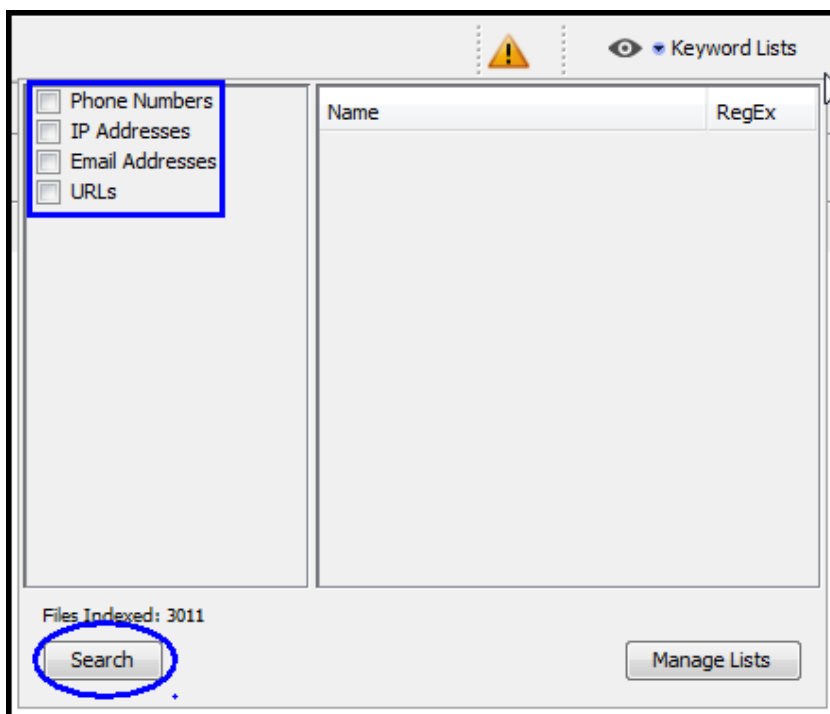 Keyword Lists
Phone Numbers
IP Addresses
Email Addresses
URLs
Name RegEx
Files Indexed: 3011
Search Manage Lists